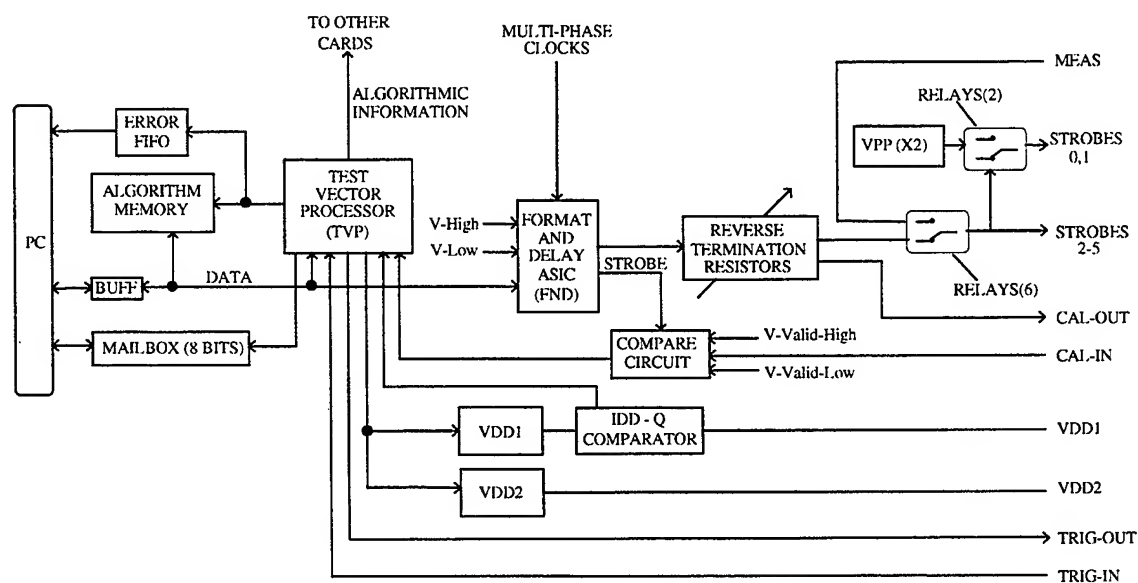 TO OTHER
CARDS
MULTI-PHASE
CLOCKS
MEAS
ALGORITHMIC
INFORMATION
RELAYS(2)
ERROR
FIFO
VPP (X2)
STROBES
0,1
TEST
VECTOR
PROCESSOR
(TVP)
ALGORITHM
MEMORY
PC
V-High
V-Low
FORMAT
AND
DELAY
ASIC
(FND)
REVERSE
TERMINATION
RESISTORS
STROBES
2-5
STROBE
BUFF
DATA
RELAYS(6)
CAL-OUT
MAILBOX (8 BITS)
COMPARE
CIRCUIT
V-Valid-High
V-Valid-Low
CAL-IN
VDD1
IDD - Q
COMPARATOR
VDD1
VDD2
VDD2
TRIG-OUT
TRIG-IN